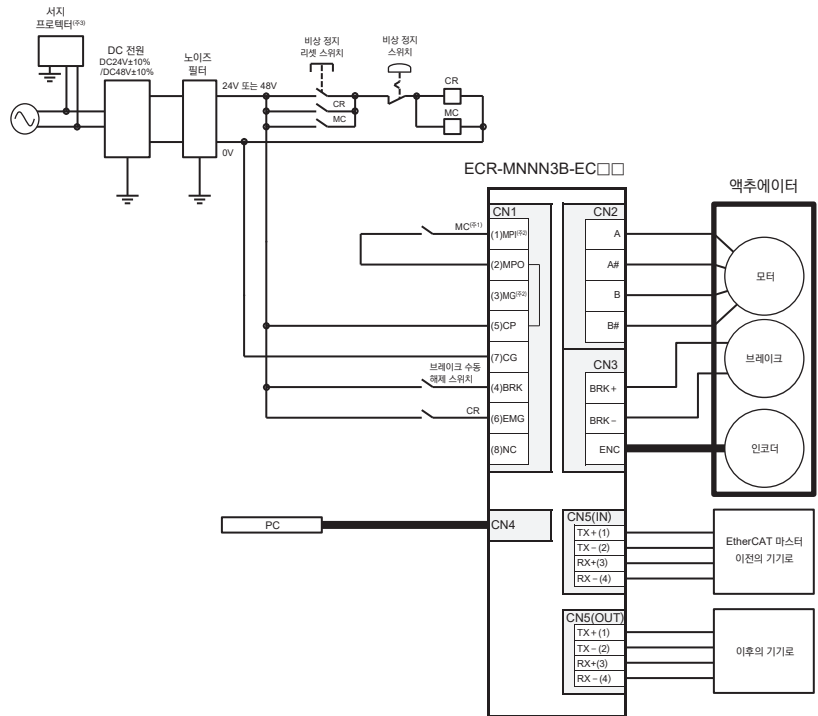 서지
프로텍터(주3)
DC 전원
DC24V±10%
/DC48V±10%
노이즈
필터
24V 또는 48V
0V
비상 정지
리셋 스위치
비상 정지
스위치
CR
MC
CR
MC
ECR-MNNN3B-EC□□
액추에이터
CN1
MC(주1)
(1)MPI(주2)
(2)MPO
(3)MG(주2)
(5)CP
(7)CG
브레이크 수동
해제 스위치
(4)BRK
CR
(6)EMG
(8)NC
CN2
A
A#
B
B#
CN3
BRK+
BRK−
ENC
모터
브레이크
인코더
PC
CN4
CN5(IN)
TX+(1)
TX−(2)
RX+(3)
RX−(4)
EtherCAT 마스터
이전의 기기로
CN5(OUT)
TX+(1)
TX−(2)
RX+(3)
RX−(4)
이후의 기기로